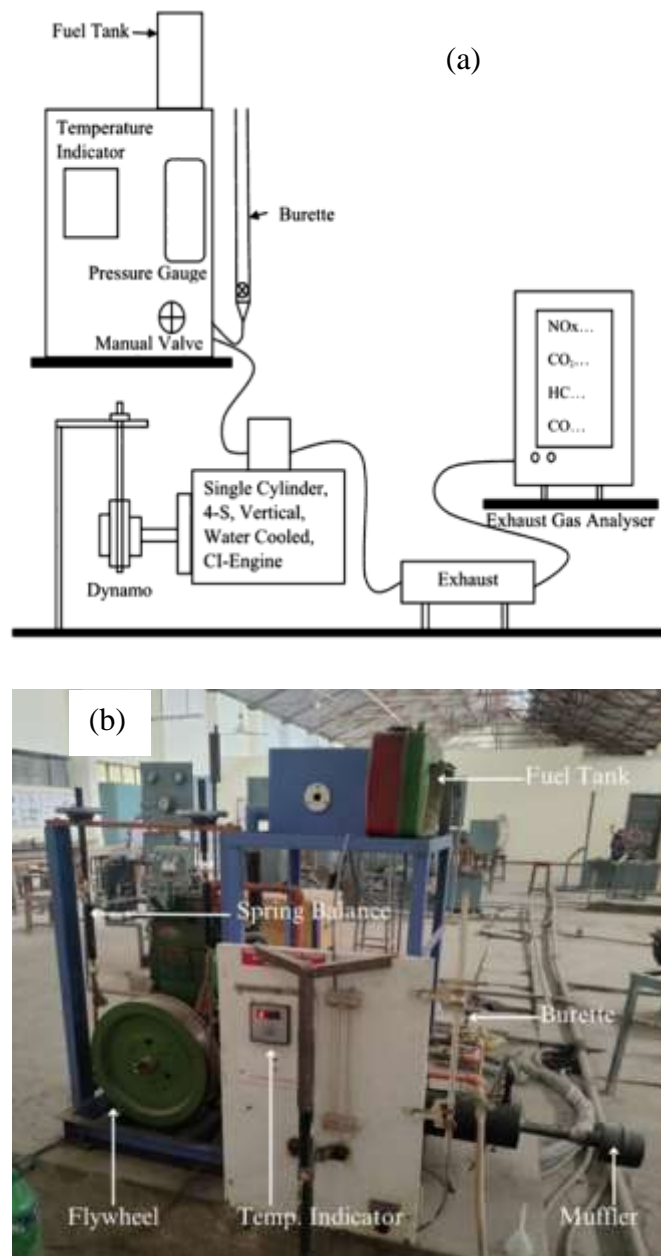 Fuel Tank
(a)
Temperature
Indicator
Burette
Pressure Gauge
Manual Valve
NOx...
CO₂...
HC...
CO...
Single Cylinder,
4-S, Vertical,
Water Cooled,
CI-Engine
Exhaust Gas Analyser
Dynamo
Exhaust
(b)
Fuel Tank
Spring Balance
Burette
Flywheel
Temp. Indicator
Muffler